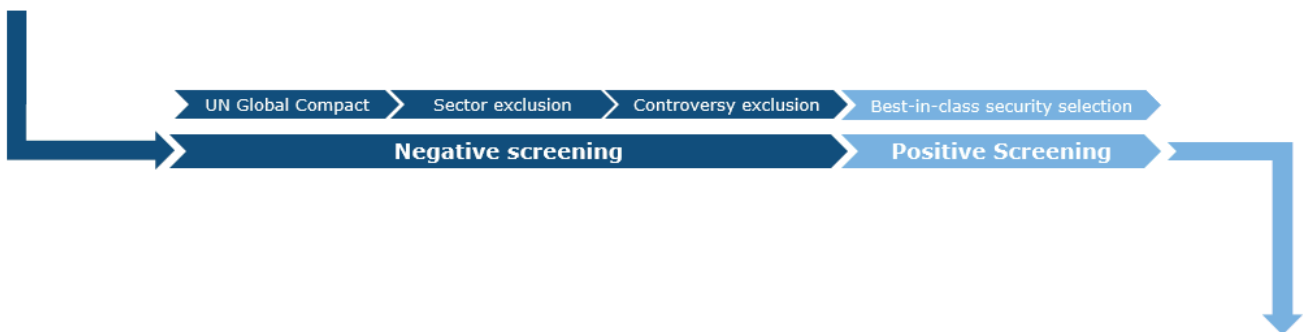 UN Global Compact
Sector exclusion
Controversy exclusion
Best-in-class security selection
Negative screening
Positive Screening